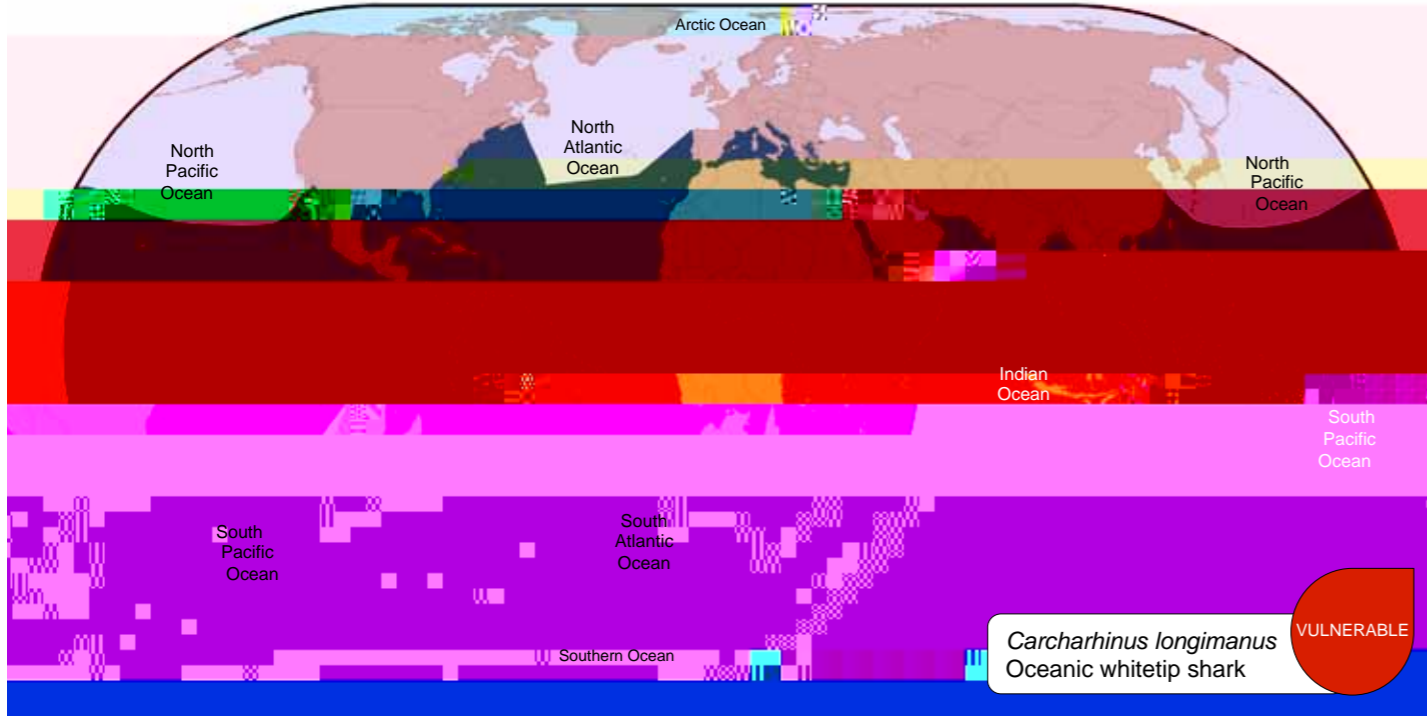 Arctic Ocean
North
Pacific
Ocean
North
Atlantic
Ocean
North
Pacific
Ocean
Indian
Ocean
South
Pacific
Ocean
South
Pacific
Ocean
South
Atlantic
Ocean
Southern Ocean
Carcharhinus longimanus
Oceanic whitetip shark
VULNERABLE